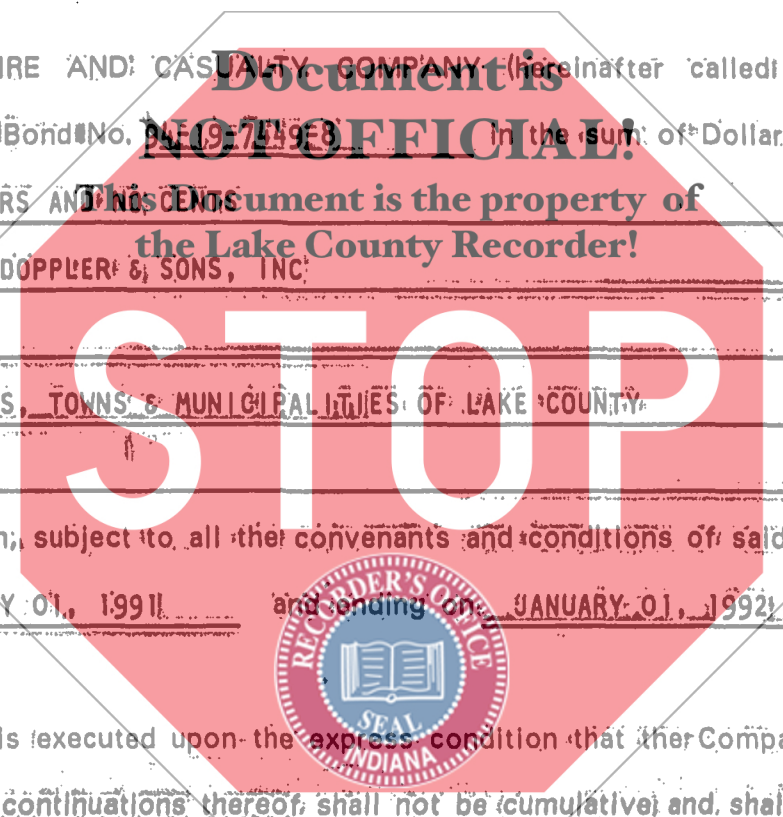 Document is
NOT OFFICIAL!
This Document is the property of
the Lake County Recorder!
STOP
IRE AND CASUALTY COMPANY (hereinafter called
Bond No. 94-19-7449E8 in the sum of Dollar
RS AND NO CENTS
DOPPLER & SONS, INC
S, TOWNS & MUNICIPALITIES OF LAKE COUNTY
subject to all the convenants and conditions of said
Y 01, 1991 and ending on JANUARY 01, 1992
RECORDER'S OFFICE
SEAL
INDIANA
is executed upon the express condition that the Compa
continuations thereof shall not be cumulative and shal